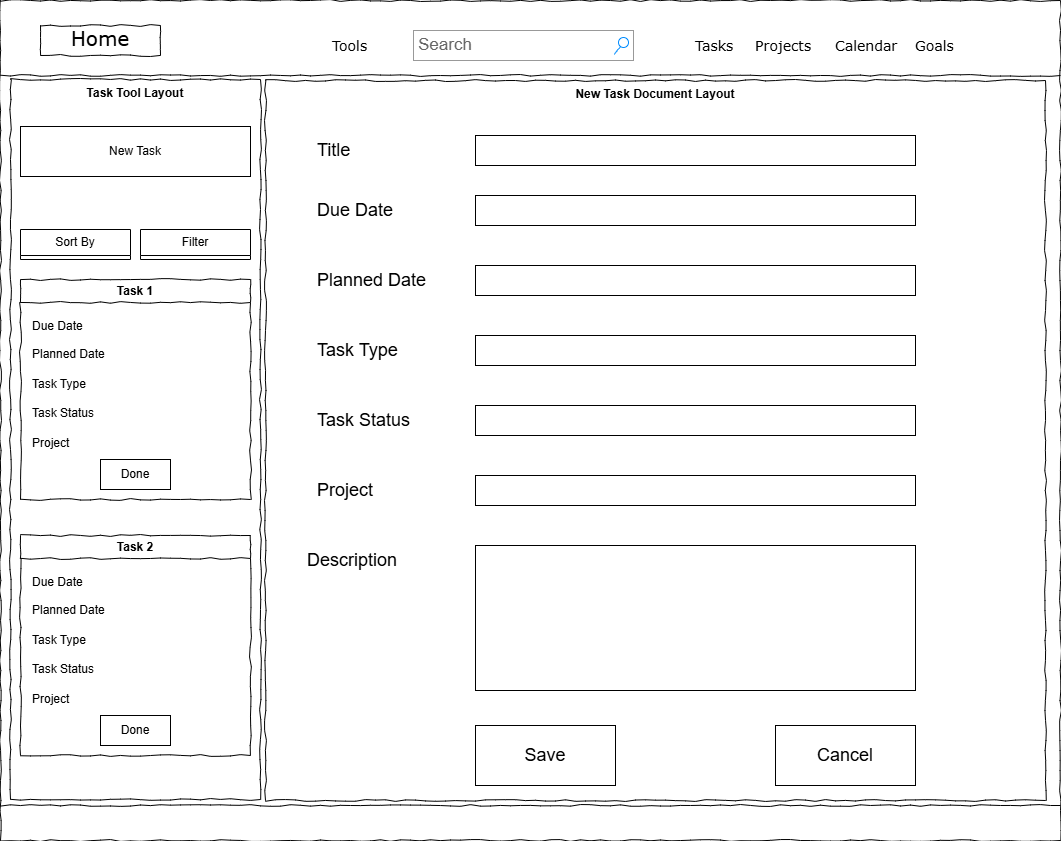 Home
Tools
Search
Tasks
Projects
Calendar
Goals
Task Tool Layout
New Task
Sort By
Filter
Task 1
Due Date
Planned Date
Task Type
Task Status
Project
Done
Task 2
Due Date
Planned Date
Task Type
Task Status
Project
Done
New Task Document Layout
Title
Due Date
Planned Date
Task Type
Task Status
Project
Description
Save
Cancel